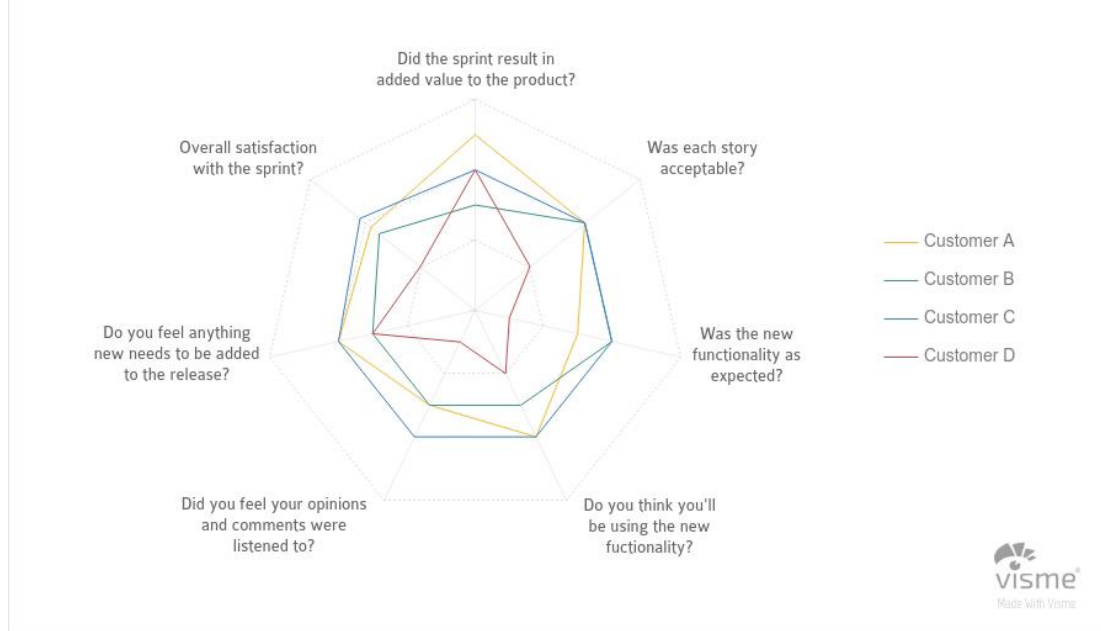 Did the sprint result in
added value to the product?
Overall satisfaction
with the sprint?
Was each story
acceptable?
Customer A
Customer B
Customer C
Customer D
Do you feel anything
new needs to be added
to the release?
Was the new
functionality as
expected?
Did you feel your opinions
and comments were
listened to?
Do you think you'll
be using the new
fuctionality?
visme®
Made With Visme